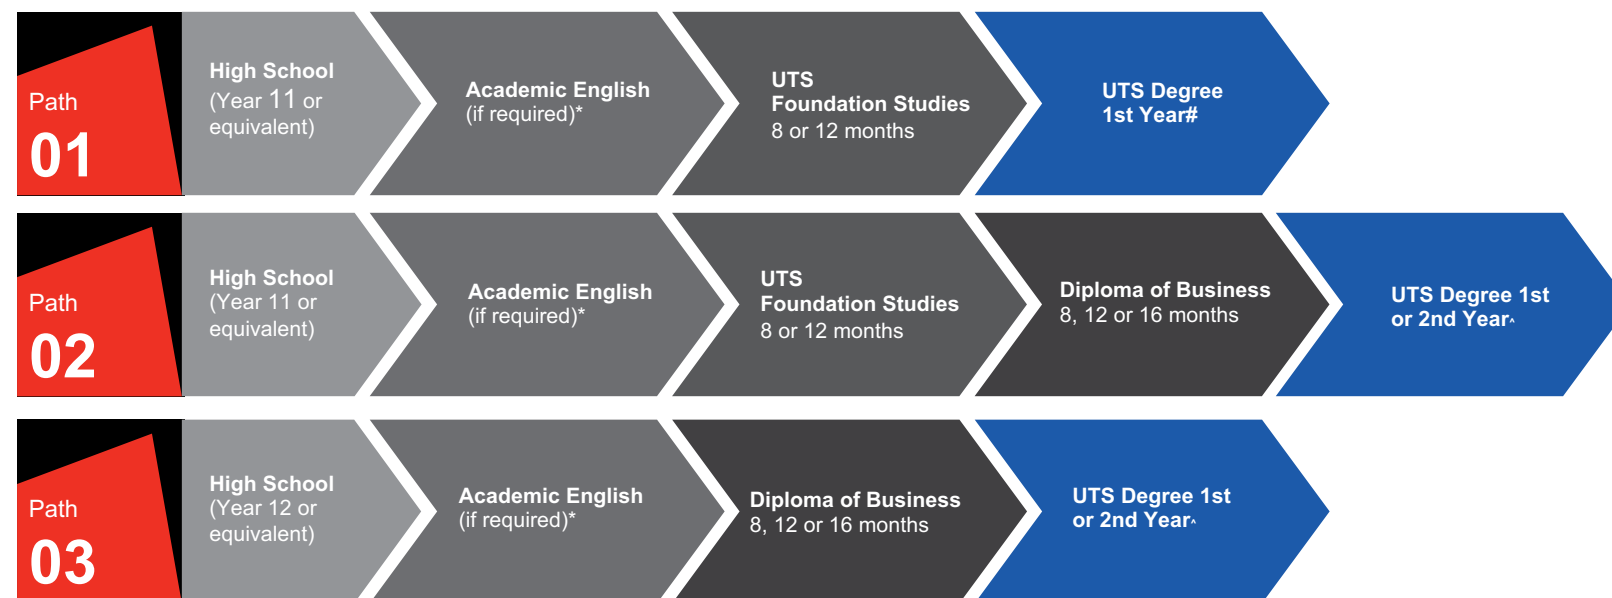 Path
01
High School
(Year 11 or
equivalent)
Academic English
(if required)*
UTS
Foundation Studies
8 or 12 months
UTS Degree
1st Year#
Path
02
High School
(Year 11 or
equivalent)
Academic English
(if required)*
UTS
Foundation Studies
8 or 12 months
Diploma of Business
8, 12 or 16 months
UTS Degree 1st
or 2nd Year^
Path
03
High School
(Year 12 or
equivalent)
Academic English
(if required)*
Diploma of Business
8, 12 or 16 months
UTS Degree 1st
or 2nd Year^